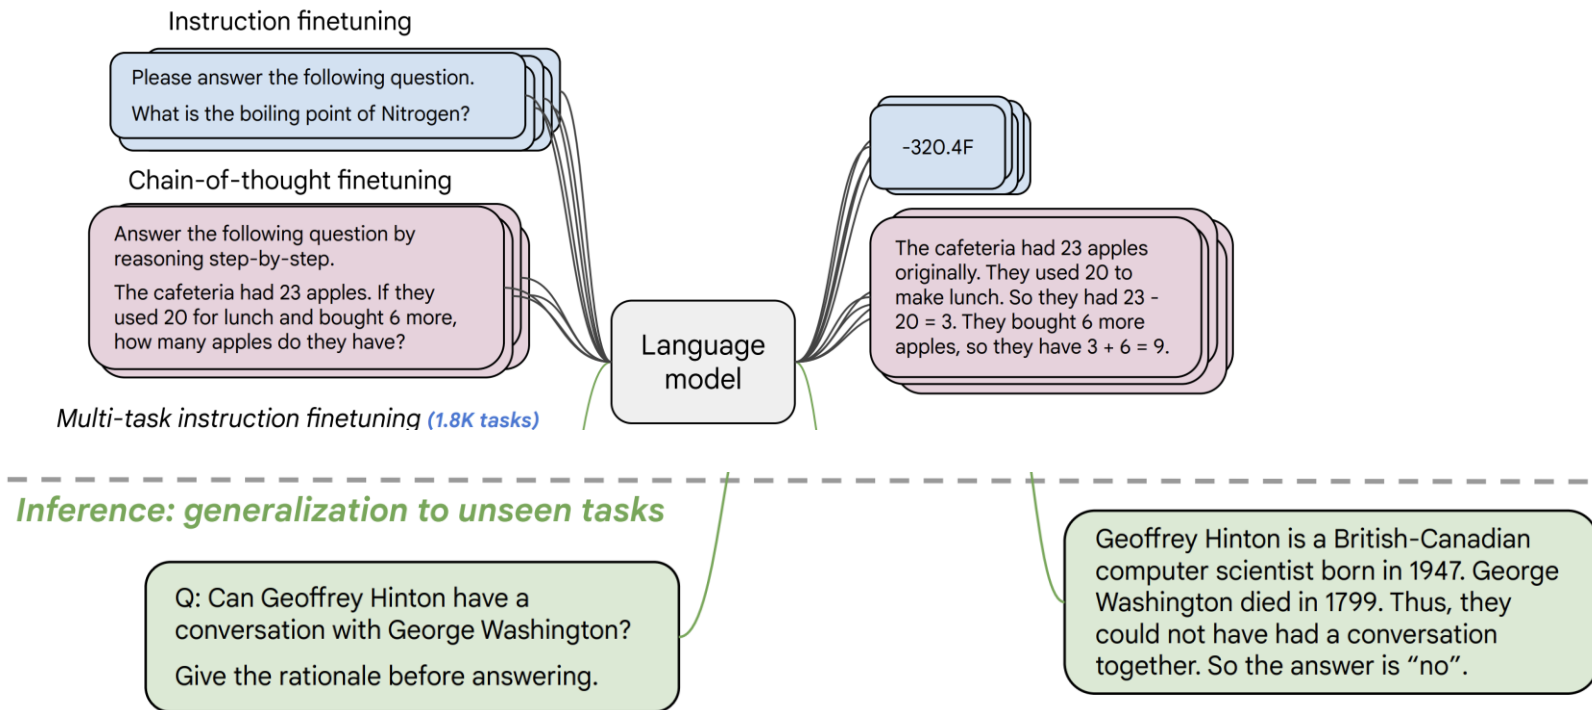 Instruction finetuning
Please answer the following question.
What is the boiling point of Nitrogen?
-320.4F
Chain-of-thought finetuning
Answer the following question by
reasoning step-by-step.
The cafeteria had 23 apples. If they
used 20 for lunch and bought 6 more,
how many apples do they have?
Language
model
The cafeteria had 23 apples
originally. They used 20 to
make lunch. So they had 23 -
20 = 3. They bought 6 more
apples, so they have 3 + 6 = 9.
Multi-task instruction finetuning (1.8K tasks)
Inference: generalization to unseen tasks
Q: Can Geoffrey Hinton have a
conversation with George Washington?
Give the rationale before answering.
Geoffrey Hinton is a British-Canadian
computer scientist born in 1947. George
Washington died in 1799. Thus, they
could not have had a conversation
together. So the answer is “no”.